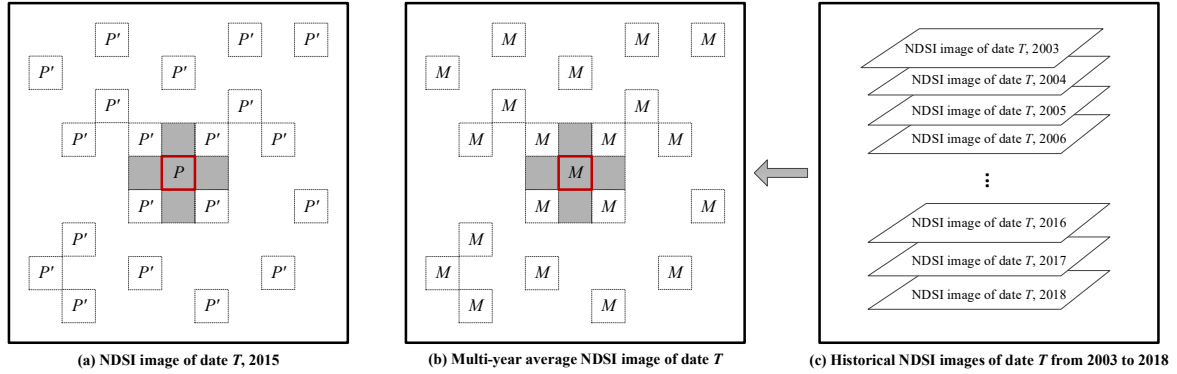 P′ P′ P′
P′ P′
P′ P′
P′ P′ P′ P′
P
P′ P′ P′
P′
P′ P′ P′
P′ P′
(a) NDSI image of date T, 2015
M M M
M M
M M
M M M M
M
M M M
M
M M M
M M
(b) Multi-year average NDSI image of date T
NDSI image of date T, 2003
NDSI image of date T, 2004
NDSI image of date T, 2005
NDSI image of date T, 2006
⋮
NDSI image of date T, 2016
NDSI image of date T, 2017
NDSI image of date T, 2018
(c) Historical NDSI images of date T from 2003 to 2018